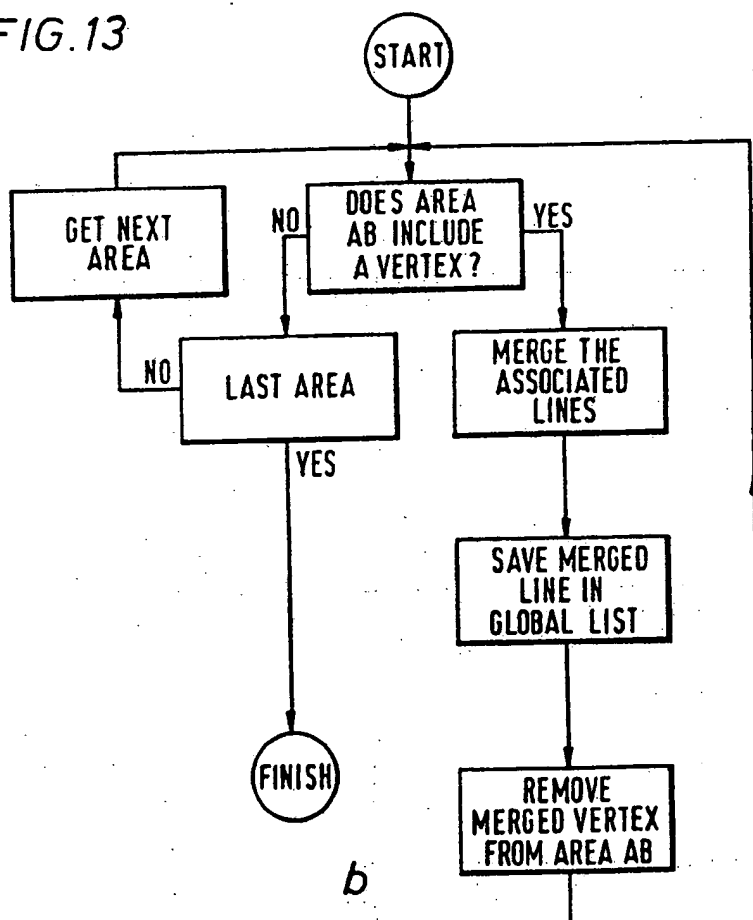 FIG.13
START
GET NEXT
AREA
NO
DOES AREA
AB INCLUDE
A VERTEX?
YES
NO
LAST AREA
YES
MERGE THE
ASSOCIATED
LINES
SAVE MERGED
LINE IN
GLOBAL LIST
FINISH
REMOVE
MERGED VERTEX
FROM AREA AB
b